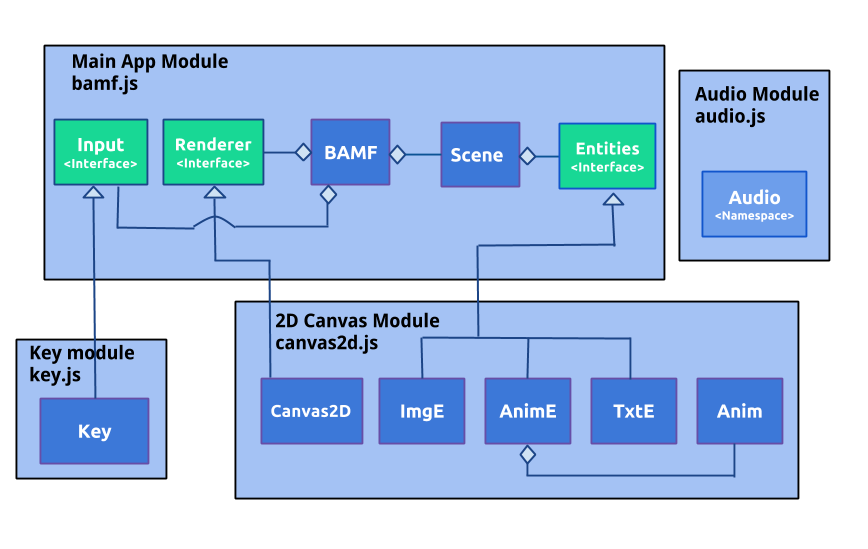 Main App Module
bamf.js
Input
<Interface>
Renderer
<Interface>
BAMF
Scene
Entities
<Interface>
Audio Module
audio.js
Audio
<Namespace>
2D Canvas Module
canvas2d.js
Canvas2D
ImgE
AnimE
TxtE
Anim
Key module
key.js
Key